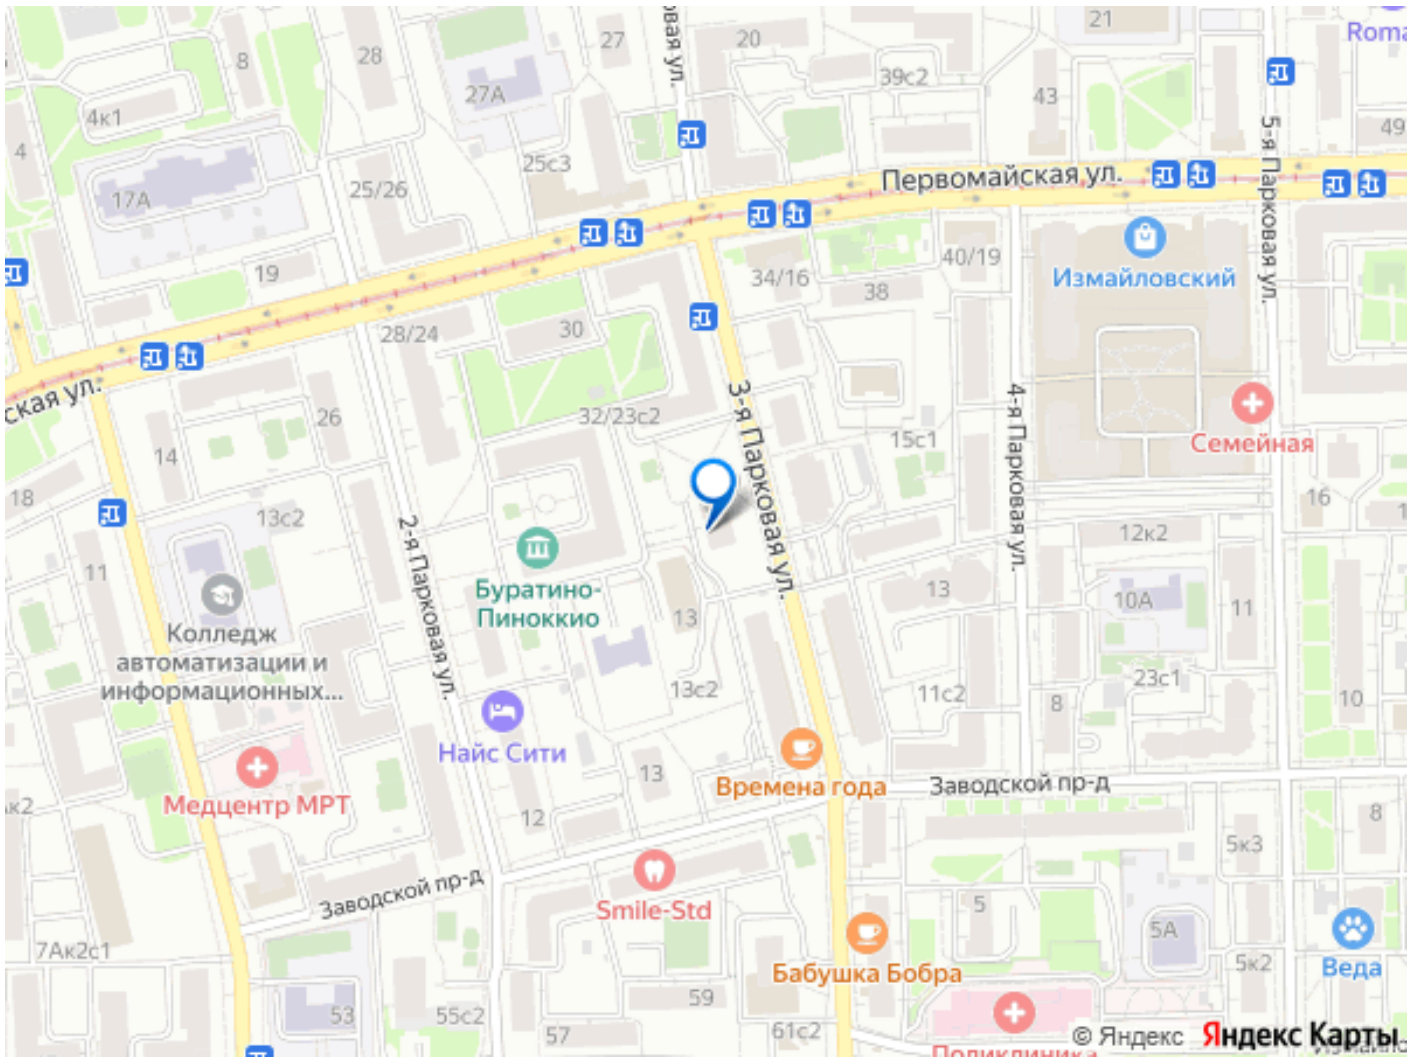 21
Roma
28
27
20
8
39с2
27А
43
49
4к1
5-я Парковая ул.
вая ул.
4
25с3
Первомайская ул.
25/26
17А
40/19
19
34/16
Измайловский
38
30
28/24
ская ул.
3-я Парковая ул.
4-я Парковая ул.
26
32/23с2
15с1
Семейная
14
18
16
13с2
2-я Парковая ул.
12к2
11
Буратино-
Пиноккио
13
10А
11
13
Колледж
автоматизации и
информационных...
13с2
11с2
23с1
8
10
Найс Сити
13
Времена года
Заводской пр-д
Медцентр МРТ
12
8
5к3
Заводской пр-д
Smile-Std
5
5А
7Ак2с1
5к2
Бабушка Бобра
Веда
59
53
55с2
57
61с2
Поликлиника
© Яндекс Яндекс Карты